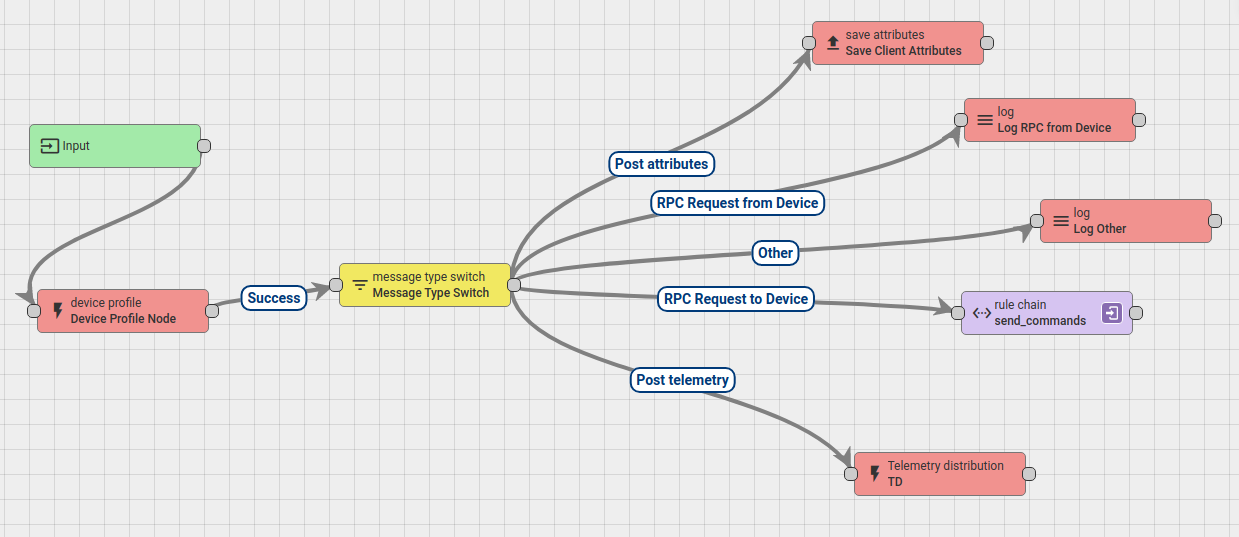 save attributes
Save Client Attributes
log
Log RPC from Device
Input
Post attributes
RPC Request from Device
log
Log Other
Other
message type switch
Message Type Switch
device profile
Device Profile Node
Success
RPC Request to Device
rule chain
send_commands
Post telemetry
Telemetry distribution
TD